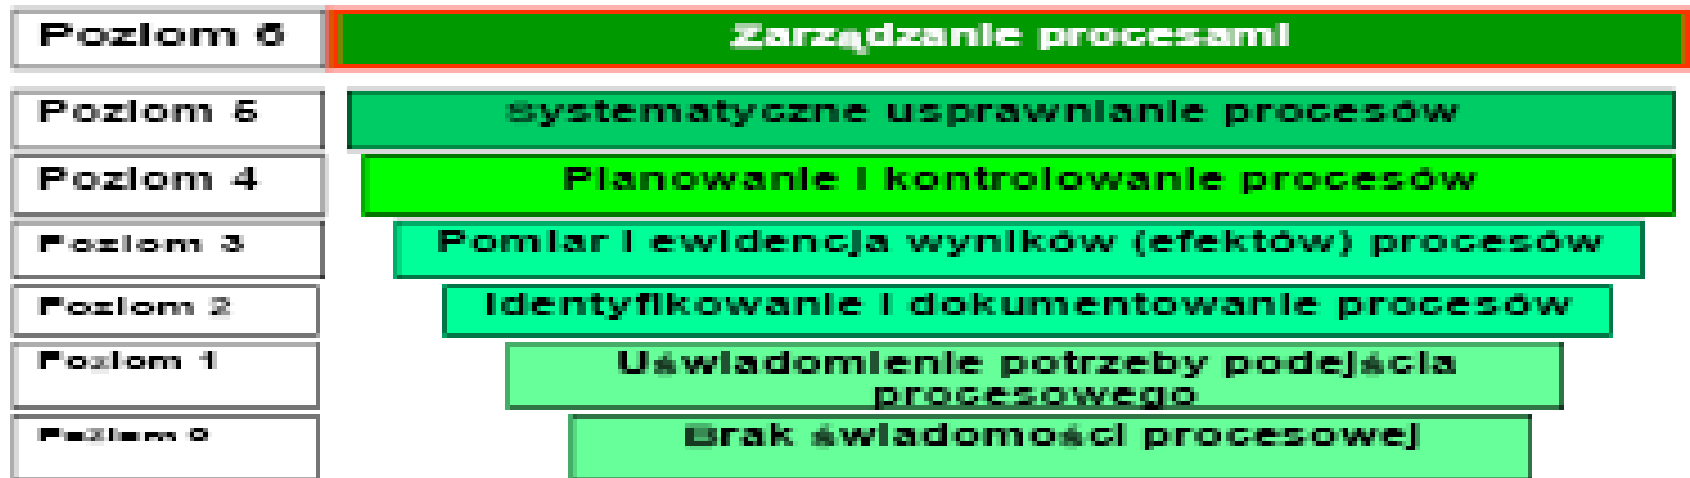 Poziom 6 Zarządzanie procesami
Poziom 5 Systematyczne usprawnianie procesów
Poziom 4 Planowanie i kontrolowanie procesów
Poziom 3 Pomiar i ewidencja wyników (efektów) procesów
Poziom 2 Identyfikowanie i dokumentowanie procesów
Poziom 1 Uświadomienie potrzeby podejścia
procesowego
Poziom 0 Brak świadomości procesowej